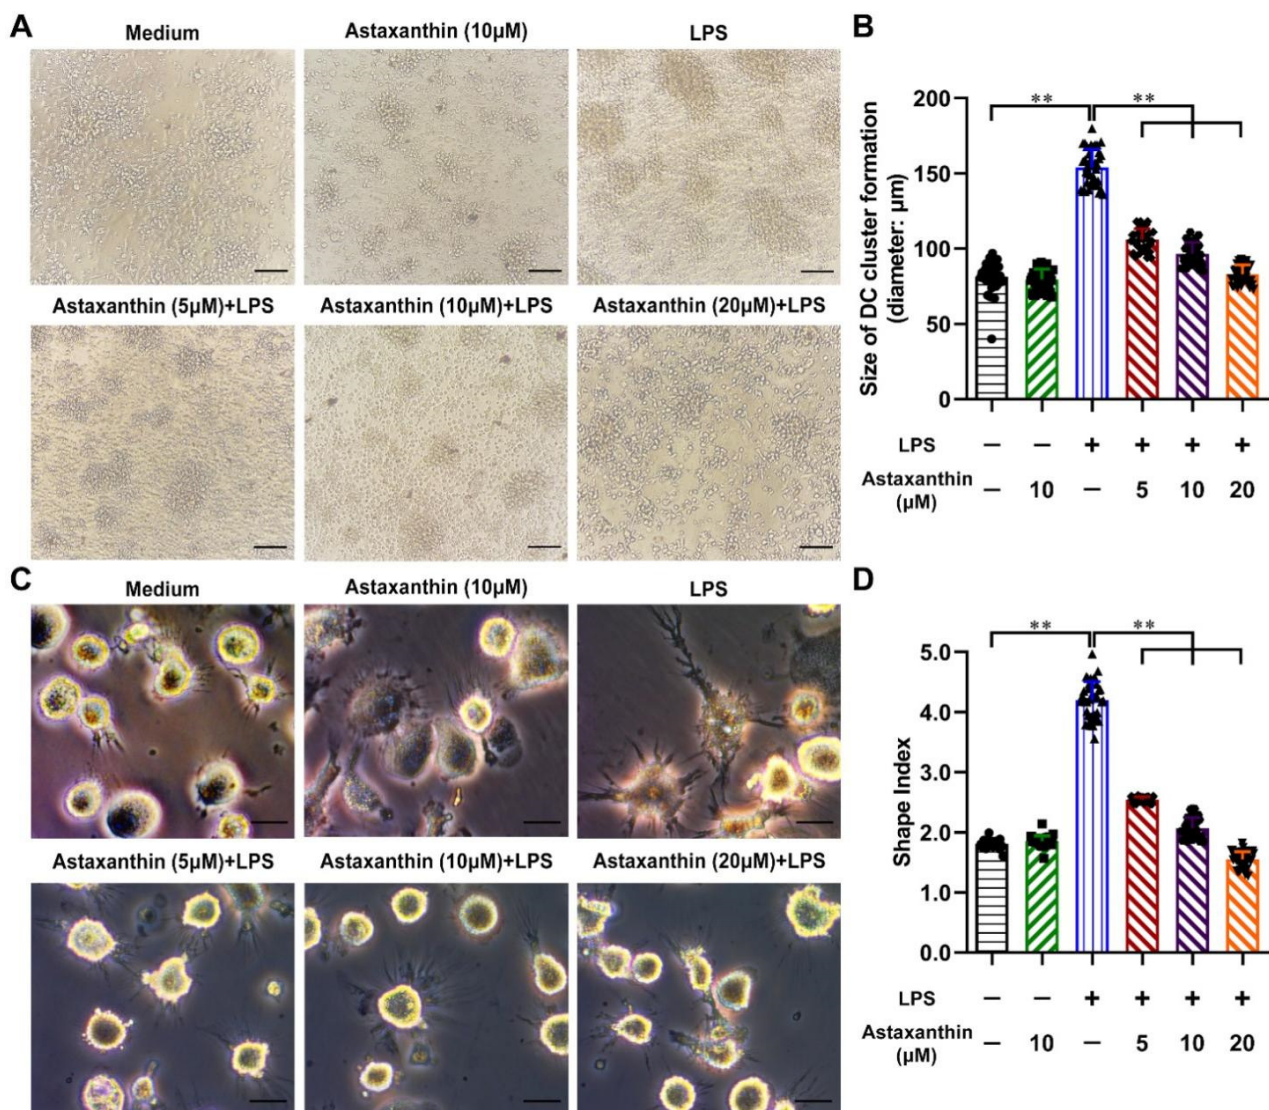 A
Medium
Astaxanthin (10µM)
LPS
Astaxanthin (5µM)+LPS
Astaxanthin (10µM)+LPS
Astaxanthin (20µM)+LPS
B
Size of DC cluster formation
(diameter: µm)
200
150
100
50
0
**
**
LPS
− − + + + +
Astaxanthin
(µM)
− 10 − 5 10 20
C
Medium
Astaxanthin (10µM)
LPS
Astaxanthin (5µM)+LPS
Astaxanthin (10µM)+LPS
Astaxanthin (20µM)+LPS
D
Shape Index
5.0
4.0
3.0
2.0
1.0
0.0
**
**
LPS
− − + + + +
Astaxanthin
(µM)
− 10 − 5 10 20